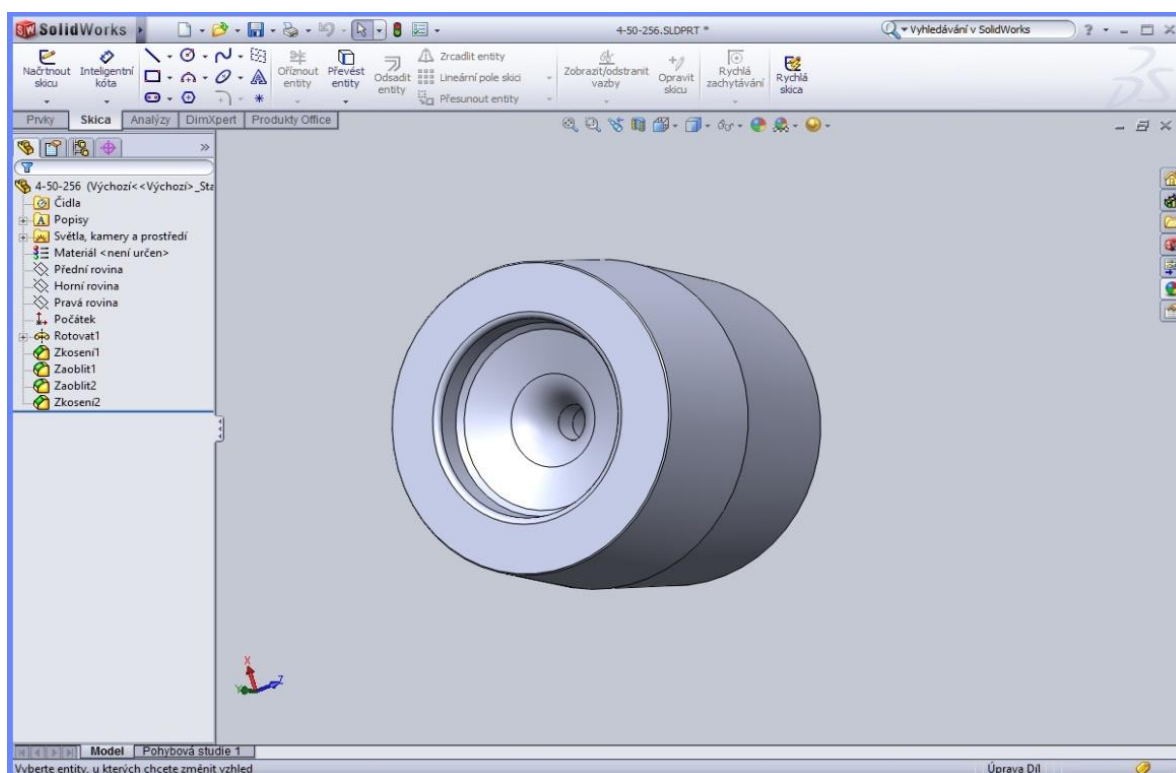 SolidWorks
4-50-256.SLDPRT *
Vyhledávání v SolidWorks
Načrtnout skicu
Inteligentní kóta
Oříznout entity
Převést entity
Odsadit entity
Zrcadlit entity
Lineární pole skici
Přesunout entity
Zobrazit/odstranit vazby
Opravit skicu
Rychlá zachytávání
Rychlá skica
Prvky Skica Analýzy DimXpert Produkty Office
4-50-256 (Výchozí<<Výchozí>_Sta
Čidla
Popisy
Světla, kamery a prostředí
Materiál <není určen>
Přední rovina
Horní rovina
Pravá rovina
Počátek
Rotovat1
Zkosení1
Zaoblit1
Zaoblit2
Zkosení2
X
Y
Z
Model Pohybová studie 1
Vyberte entity, u kterých chcete změnit vzhled
Úprava Díl